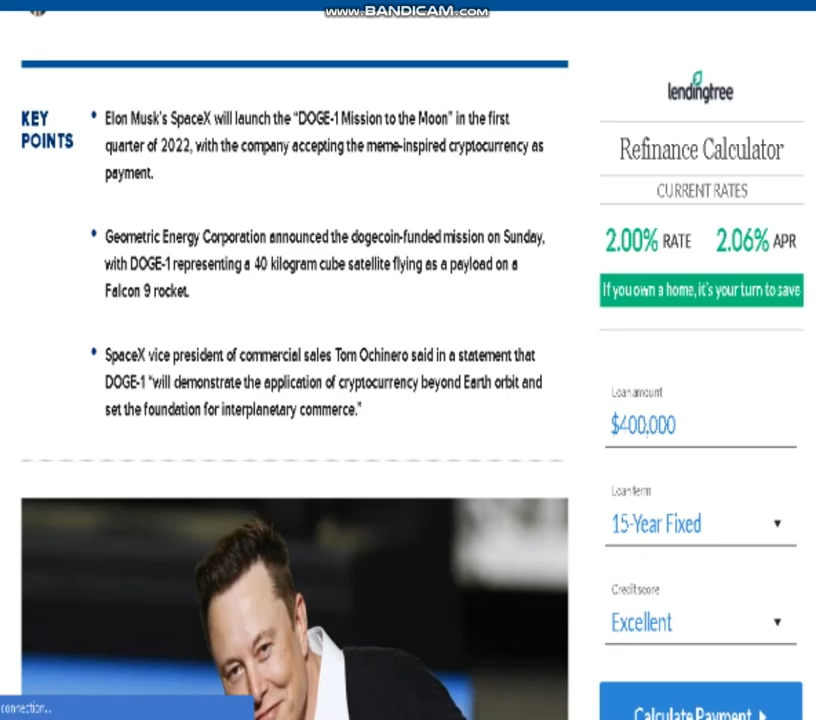 www.BANDICAM.com
KEY
POINTS
• Elon Musk's SpaceX will launch the “DOGE-1 Mission to the Moon” in the first
quarter of 2022, with the company accepting the meme-inspired cryptocurrency as
payment.
• Geometric Energy Corporation announced the dogecoin-funded mission on Sunday,
with DOGE-1 representing a 40 kilogram cube satellite flying as a payload on a
Falcon 9 rocket.
• SpaceX vice president of commercial sales Tom Ochinero said in a statement that
DOGE-1 “will demonstrate the application of cryptocurrency beyond Earth orbit and
set the foundation for interplanetary commerce.”
lendingtree
Refinance Calculator
CURRENT RATES
2.00% RATE 2.06% APR
If you own a home, it's your turn to save
Loan amount
$400,000
Loan term
15-Year Fixed
Credit score
Excellent
Calculate Payment
connection...